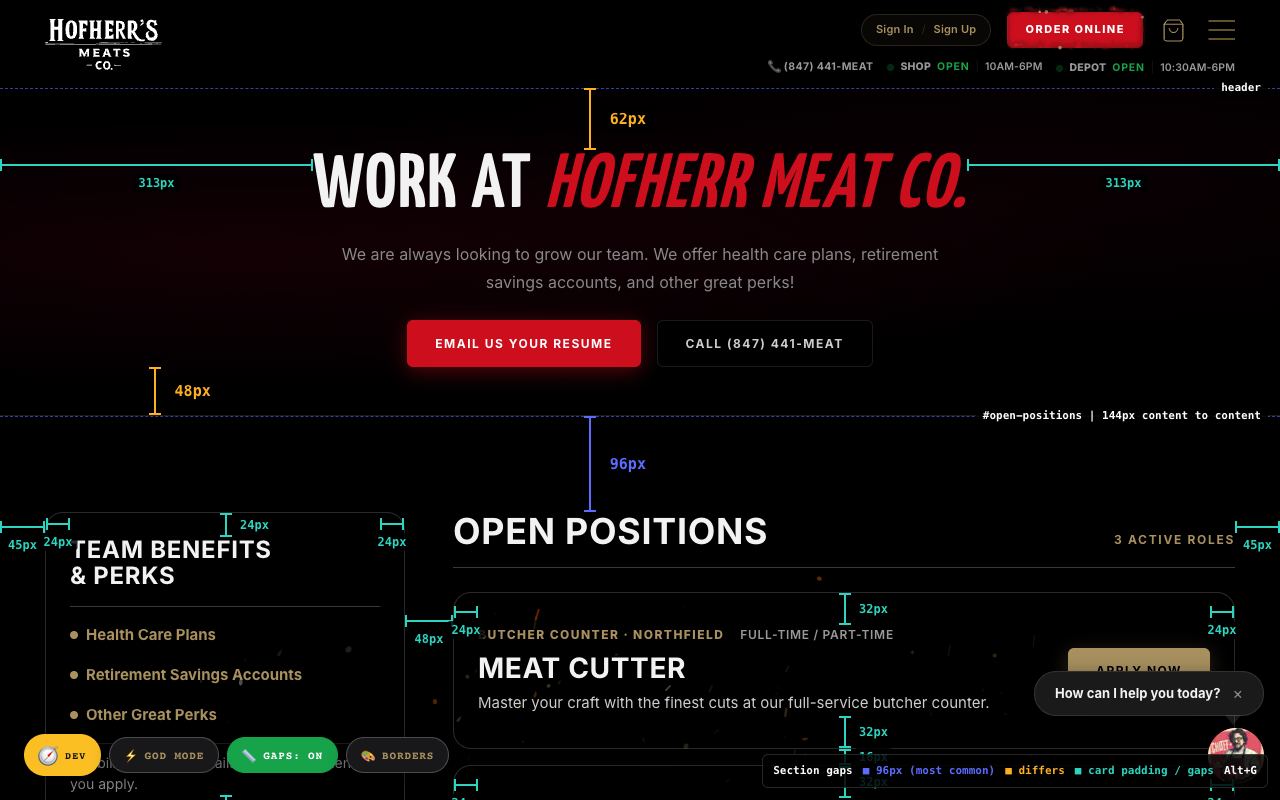 HOFHERR'S
MEATS
CO.
Sign In / Sign Up
ORDER ONLINE
(847) 441-MEAT SHOP OPEN 10AM-6PM DEPOT OPEN 10:30AM-6PM
header
62px
313px
WORK AT HOFHERR MEAT CO.
313px
We are always looking to grow our team. We offer health care plans, retirement
savings accounts, and other great perks!
EMAIL US YOUR RESUME
CALL (847) 441-MEAT
48px
#open-positions | 144px content to content
96px
45px
24px
24px
24px
TEAM BENEFITS
& PERKS
Health Care Plans
Retirement Savings Accounts
Other Great Perks
you apply.
48px
OPEN POSITIONS
3 ACTIVE ROLES
45px
32px
24px
24px
BUTCHER COUNTER · NORTHFIELD FULL-TIME / PART-TIME
MEAT CUTTER
APPLY NOW
Master your craft with the finest cuts at our full-service butcher counter.
32px
16px
32px
How can I help you today? ×
DEV
GOD MODE
GAPS: ON
BORDERS
Section gaps 96px (most common) differs card padding / gaps Alt+G